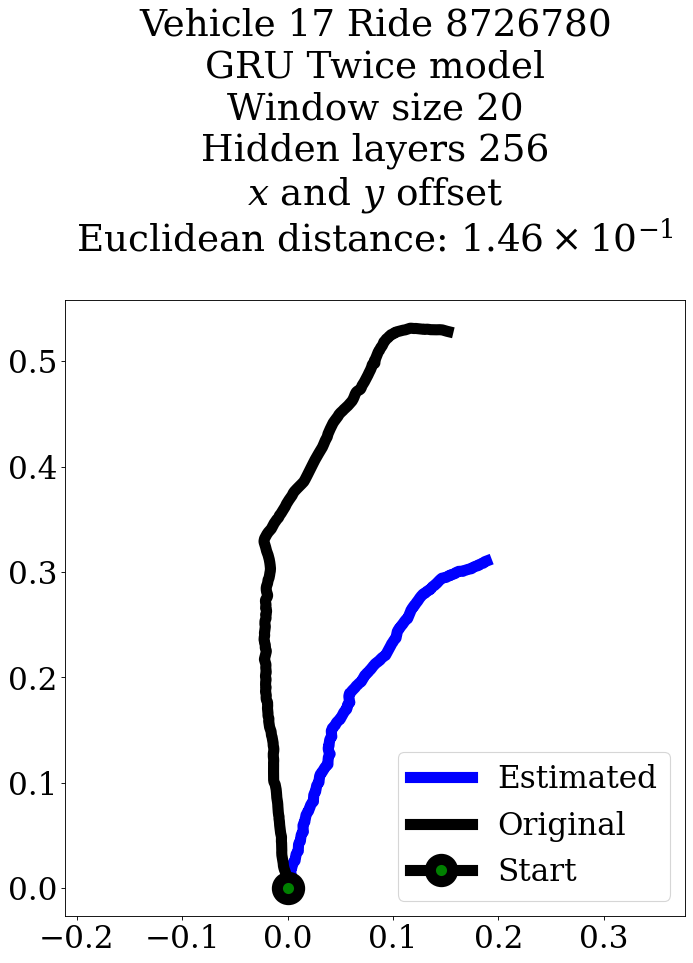 Vehicle 17 Ride 8726780
GRU Twice model
Window size 20
Hidden layers 256
x and y offset
Euclidean distance: 1.46 × 10⁻¹
0.5
0.4
0.3
0.2
0.1
0.0
Estimated
Original
Start
−0.2 −0.1 0.0 0.1 0.2 0.3